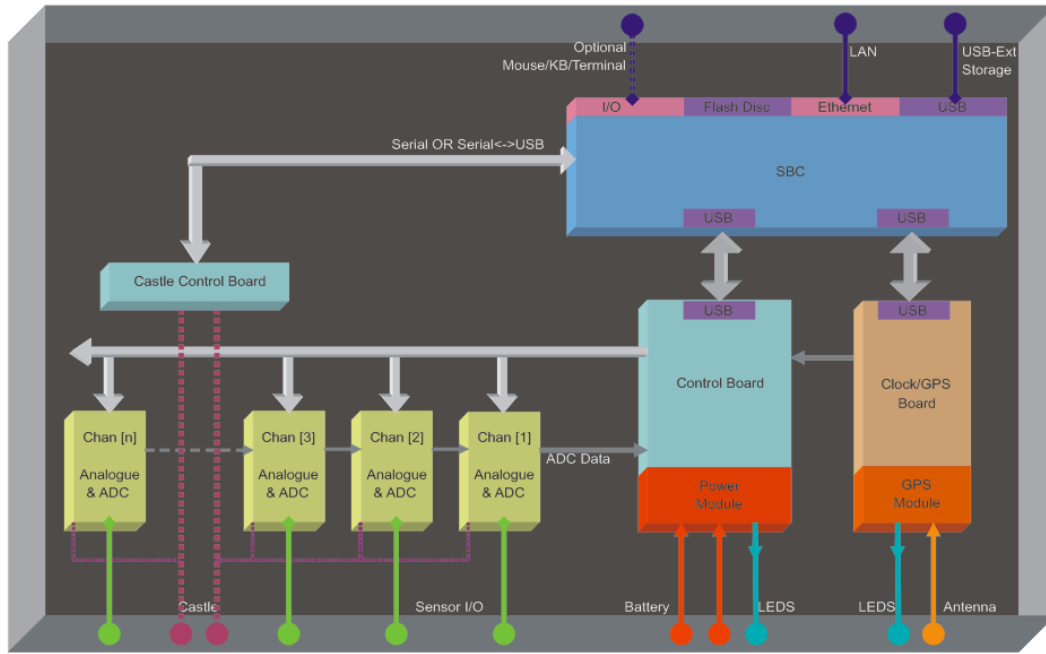 Optional
Mouse/KB/Terminal
LAN
USB-Ext
Storage
I/O
Flash Disc
Ethernet
USB
Serial OR Serial<->USB
SBC
USB
USB
Castle Control Board
USB
USB
Control Board
Clock/GPS
Board
Chan [n]
Analogue
& ADC
Chan [3]
Analogue
& ADC
Chan [2]
Analogue
& ADC
Chan [1]
Analogue
& ADC
ADC Data
Power
Module
GPS
Module
Castle
Sensor I/O
Battery
LEDS
LEDS
Antenna